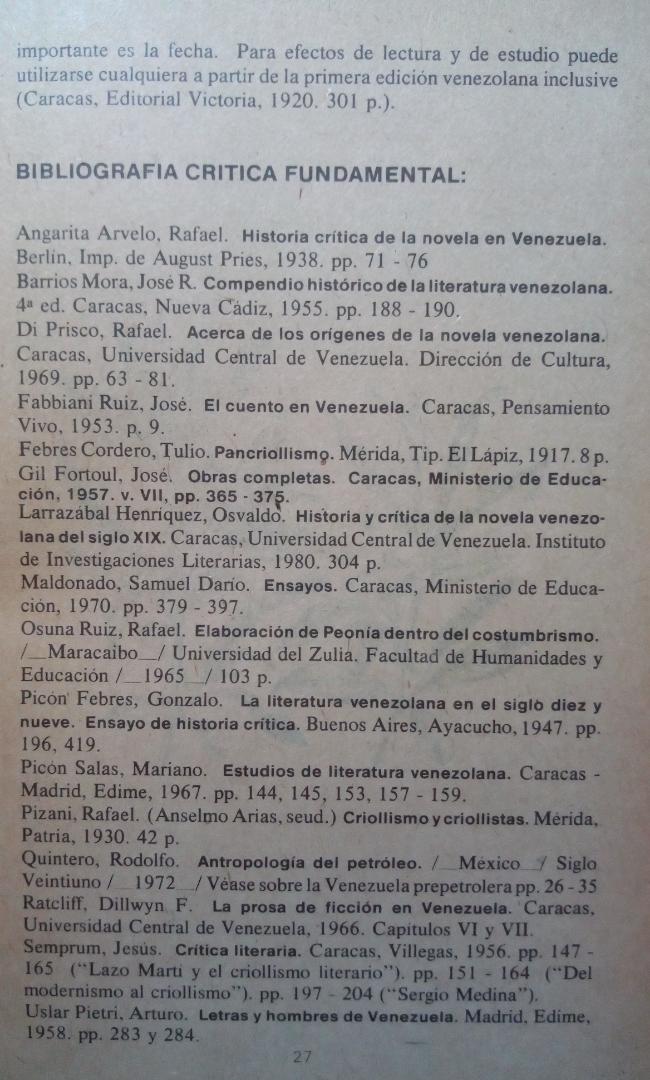 importante es la fecha. Para efectos de lectura y de estudio puede
utilizarse cualquiera a partir de la primera edición venezolana inclusive
(Caracas, Editorial Victoria, 1920. 301 p.).
BIBLIOGRAFIA CRITICA FUNDAMENTAL:
Angarita Arvelo, Rafael. Historia crítica de la novela en Venezuela.
Berlín, Imp. de August Pries, 1938. pp. 71 - 76
Barrios Mora, José R. Compendio histórico de la literatura venezolana.
4ª ed. Caracas, Nueva Cádiz, 1955. pp. 188 - 190.
Di Prisco, Rafael. Acerca de los orígenes de la novela venezolana.
Caracas, Universidad Central de Venezuela. Dirección de Cultura,
1969. pp. 63 - 81.
Fabbiani Ruiz, José. El cuento en Venezuela. Caracas, Pensamiento
Vivo, 1953. p. 9.
Febres Cordero, Tulio. Pancriollismo. Mérida, Tip. El Lápiz, 1917. 8 p.
Gil Fortoul, José. Obras completas. Caracas, Ministerio de Educa-
ción, 1957. v. VII, pp. 365 - 375.
Larrazábal Henríquez, Osvaldo. Historia y crítica de la novela venezo-
lana del siglo XIX. Caracas, Universidad Central de Venezuela. Instituto
de Investigaciones Literarias, 1980. 304 p.
Maldonado, Samuel Darío. Ensayos. Caracas, Ministerio de Educa-
ción, 1970. pp. 379 - 397.
Osuna Ruiz, Rafael. Elaboración de Peonía dentro del costumbrismo.
/__Maracaibo__/ Universidad del Zulia. Facultad de Humanidades y
Educación /__1965__/ 103 p.
Picón Febres, Gonzalo. La literatura venezolana en el siglo diez y
nueve. Ensayo de historia crítica. Buenos Aires, Ayacucho, 1947. pp.
196, 419.
Picón Salas, Mariano. Estudios de literatura venezolana. Caracas -
Madrid, Edime, 1967. pp. 144, 145, 153, 157 - 159.
Pizani, Rafael. (Anselmo Arias, seud.) Criollismo y criollistas. Mérida,
Patria, 1930. 42 p.
Quintero, Rodolfo. Antropología del petróleo. /__México__/ Siglo
Veintiuno /__1972__/ Véase sobre la Venezuela prepetrolera pp. 26 - 35
Ratcliff, Dillwyn F. La prosa de ficción en Venezuela. Caracas,
Universidad Central de Venezuela, 1966. Capítulos VI y VII.
Semprum, Jesús. Crítica literaria. Caracas, Villegas, 1956. pp. 147 -
165 ("Lazo Martí y el criollismo literario"). pp. 151 - 164 ("Del
modernismo al criollismo"). pp. 197 - 204 ("Sergio Medina").
Uslar Pietri, Arturo. Letras y hombres de Venezuela. Madrid, Edime,
1958. pp. 283 y 284.
27